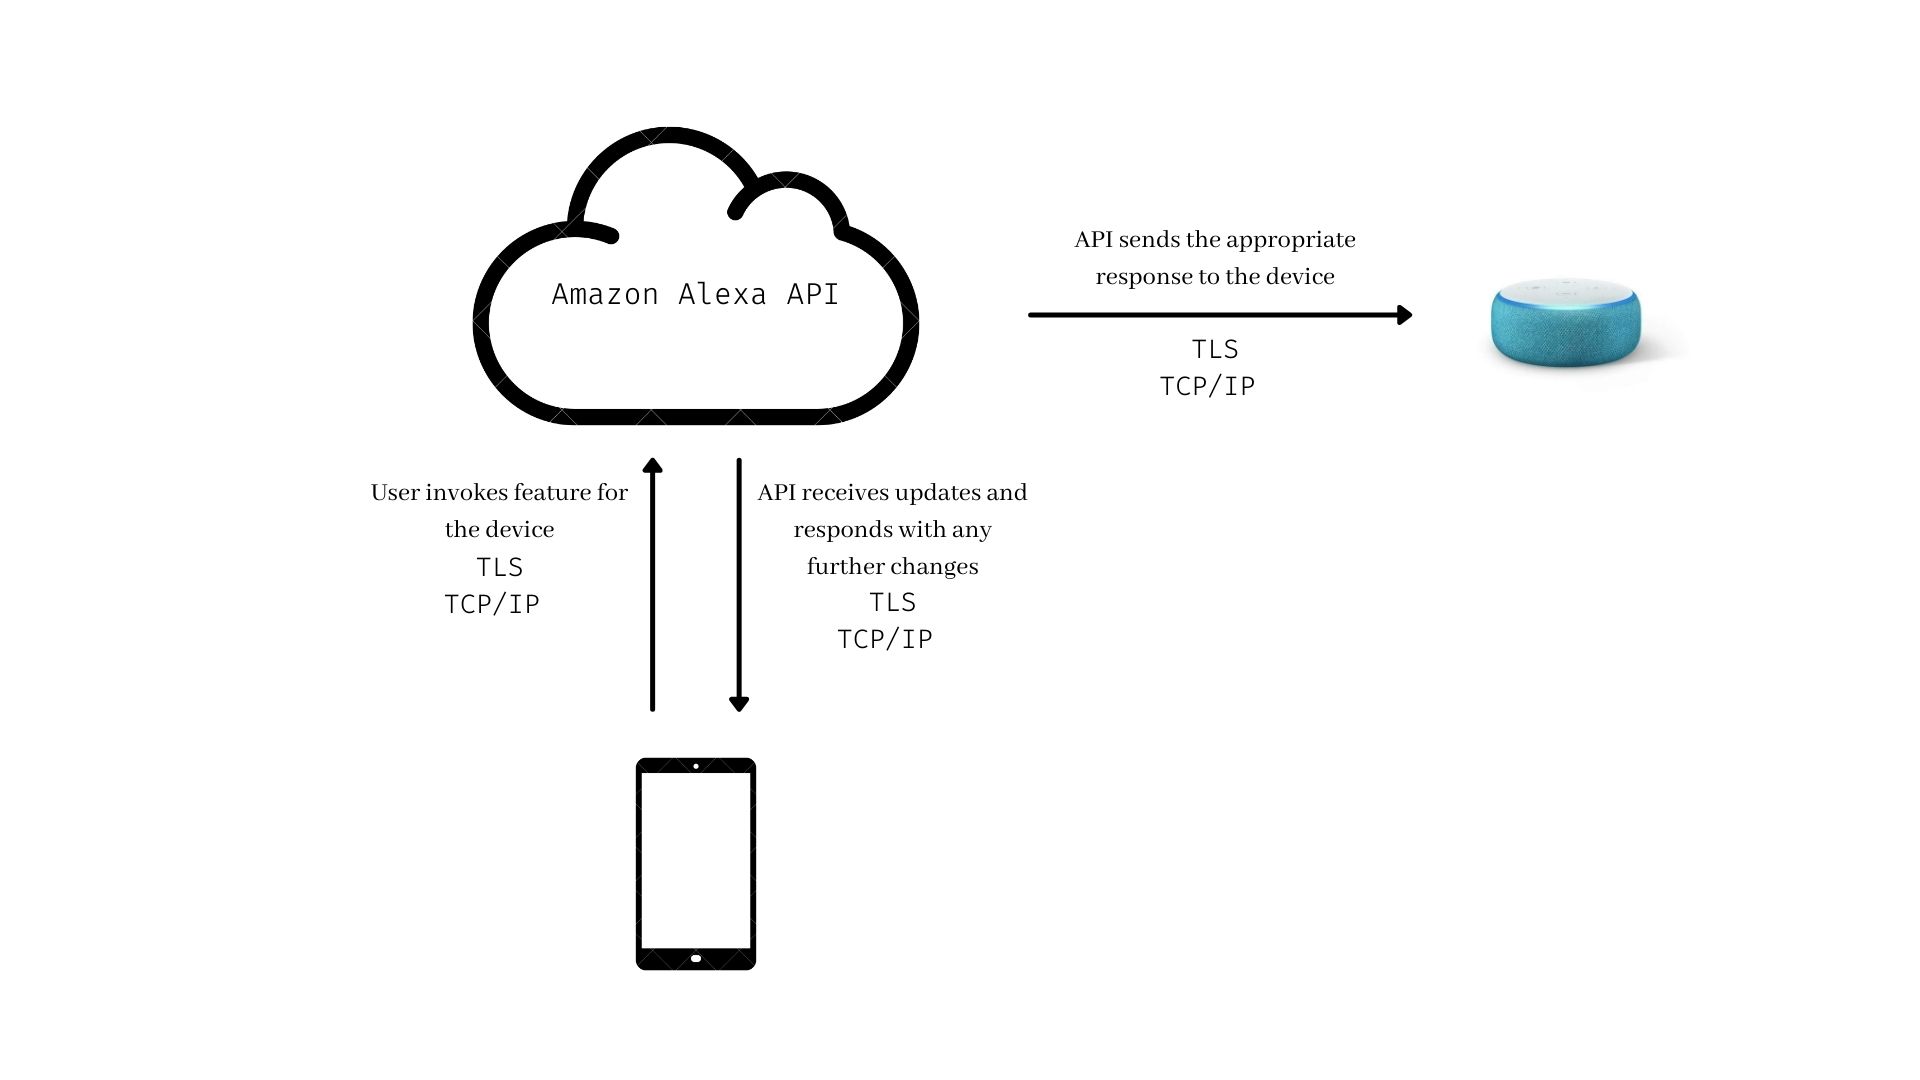 Amazon Alexa API
API sends the appropriate
response to the device
TLS
TCP/IP
User invokes feature for
the device
TLS
TCP/IP
API receives updates and
responds with any
further changes
TLS
TCP/IP